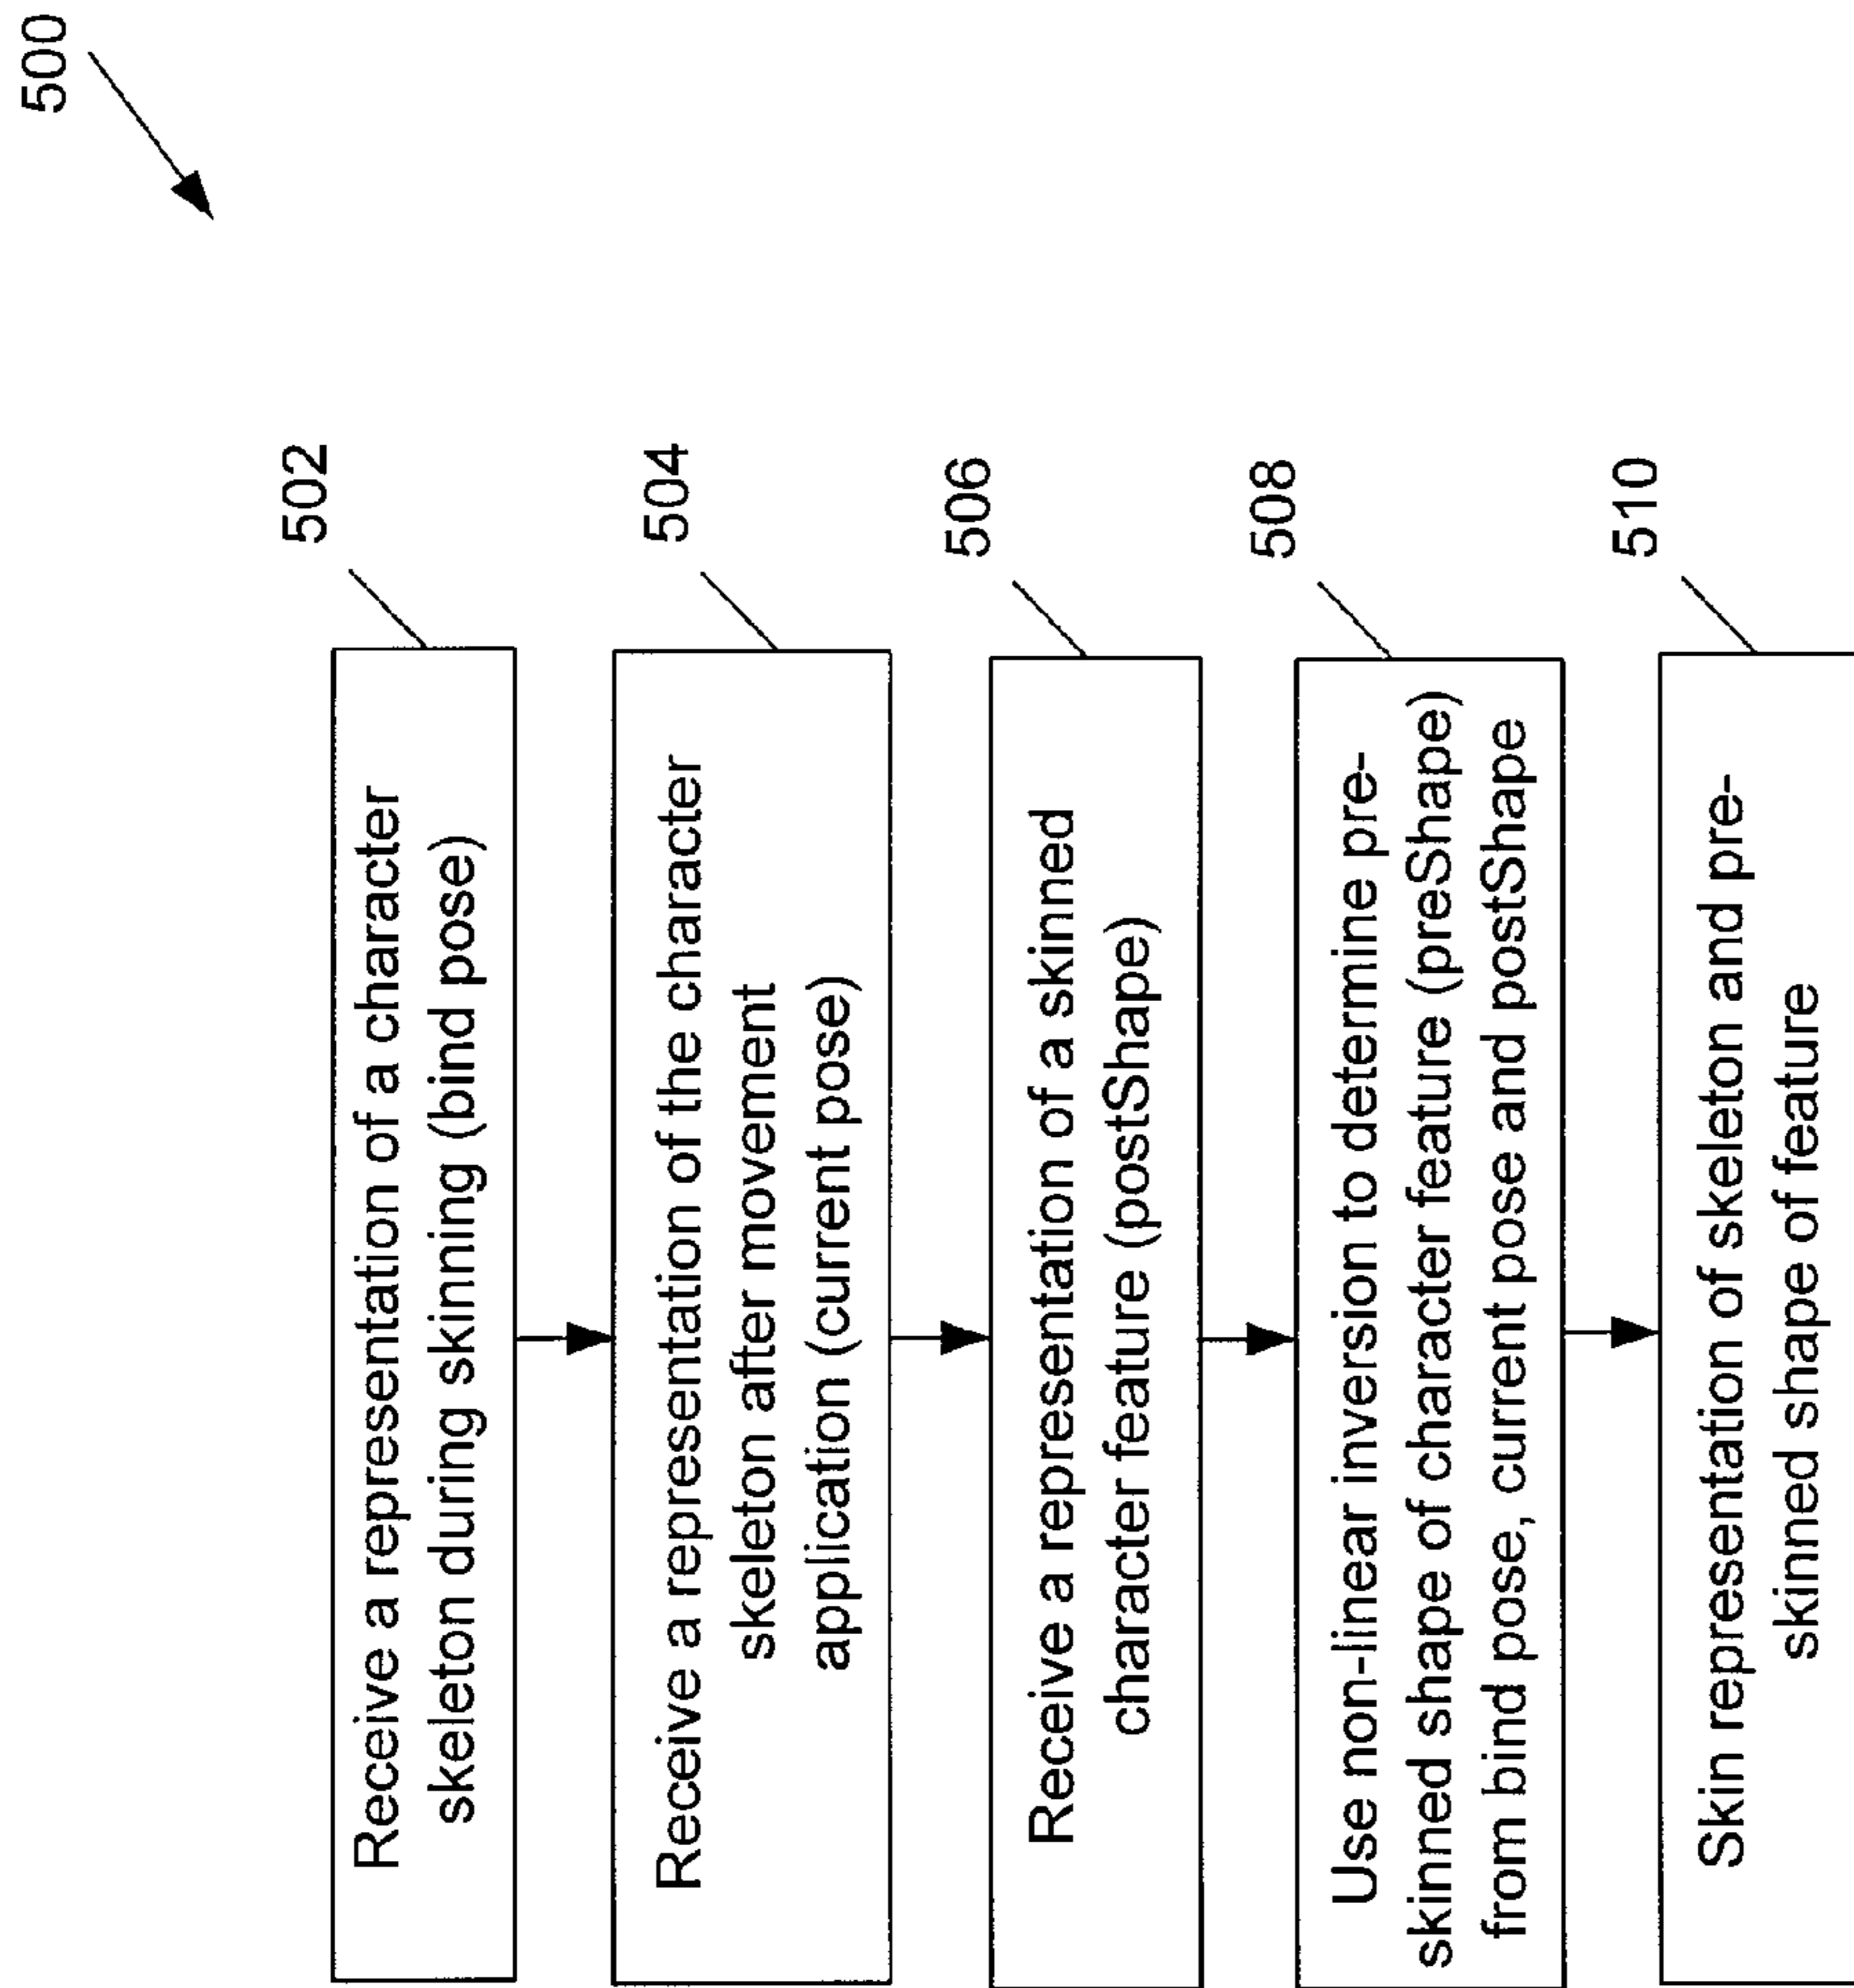 500
502
Receive a representation of a character
skeleton during skinning (bind pose)
504
Receive a representation of the character
skeleton after movement
application (current pose)
506
Receive a representation of a skinned
character feature (postShape)
508
Use non-linear inversion to determine pre-
skinned shape of character feature (preShape)
from bind pose, current pose and postShape
510
Skin representation of skeleton and pre-
skinned shape of feature